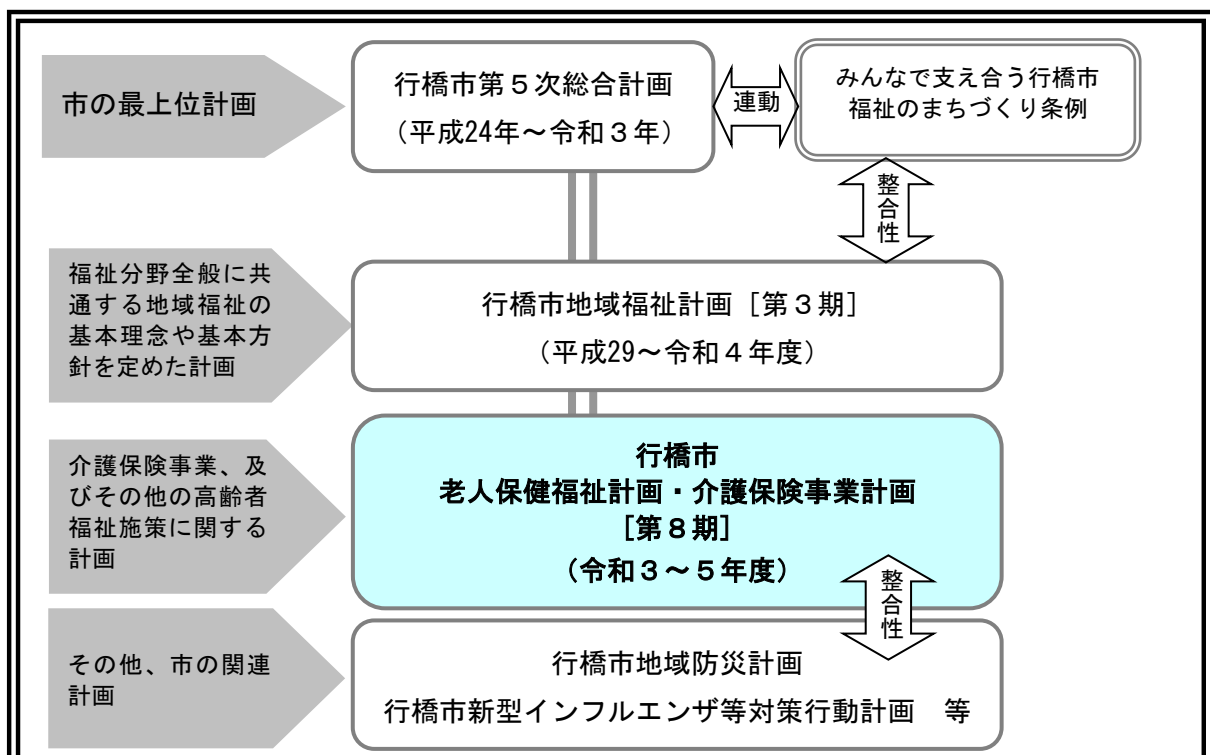 市の最上位計画
行橋市第５次総合計画
（平成24年～令和３年）
連動
みんなで支え合う行橋市
福祉のまちづくり条例
整合性
福祉分野全般に共
通する地域福祉の
基本理念や基本方
針を定めた計画
行橋市地域福祉計画［第３期］
（平成29～令和４年度）
介護保険事業、及
びその他の高齢者
福祉施策に関する
計画
行橋市
老人保健福祉計画・介護保険事業計画
［第８期］
（令和３～５年度）
整合性
その他、市の関連
計画
行橋市地域防災計画
行橋市新型インフルエンザ等対策行動計画　等